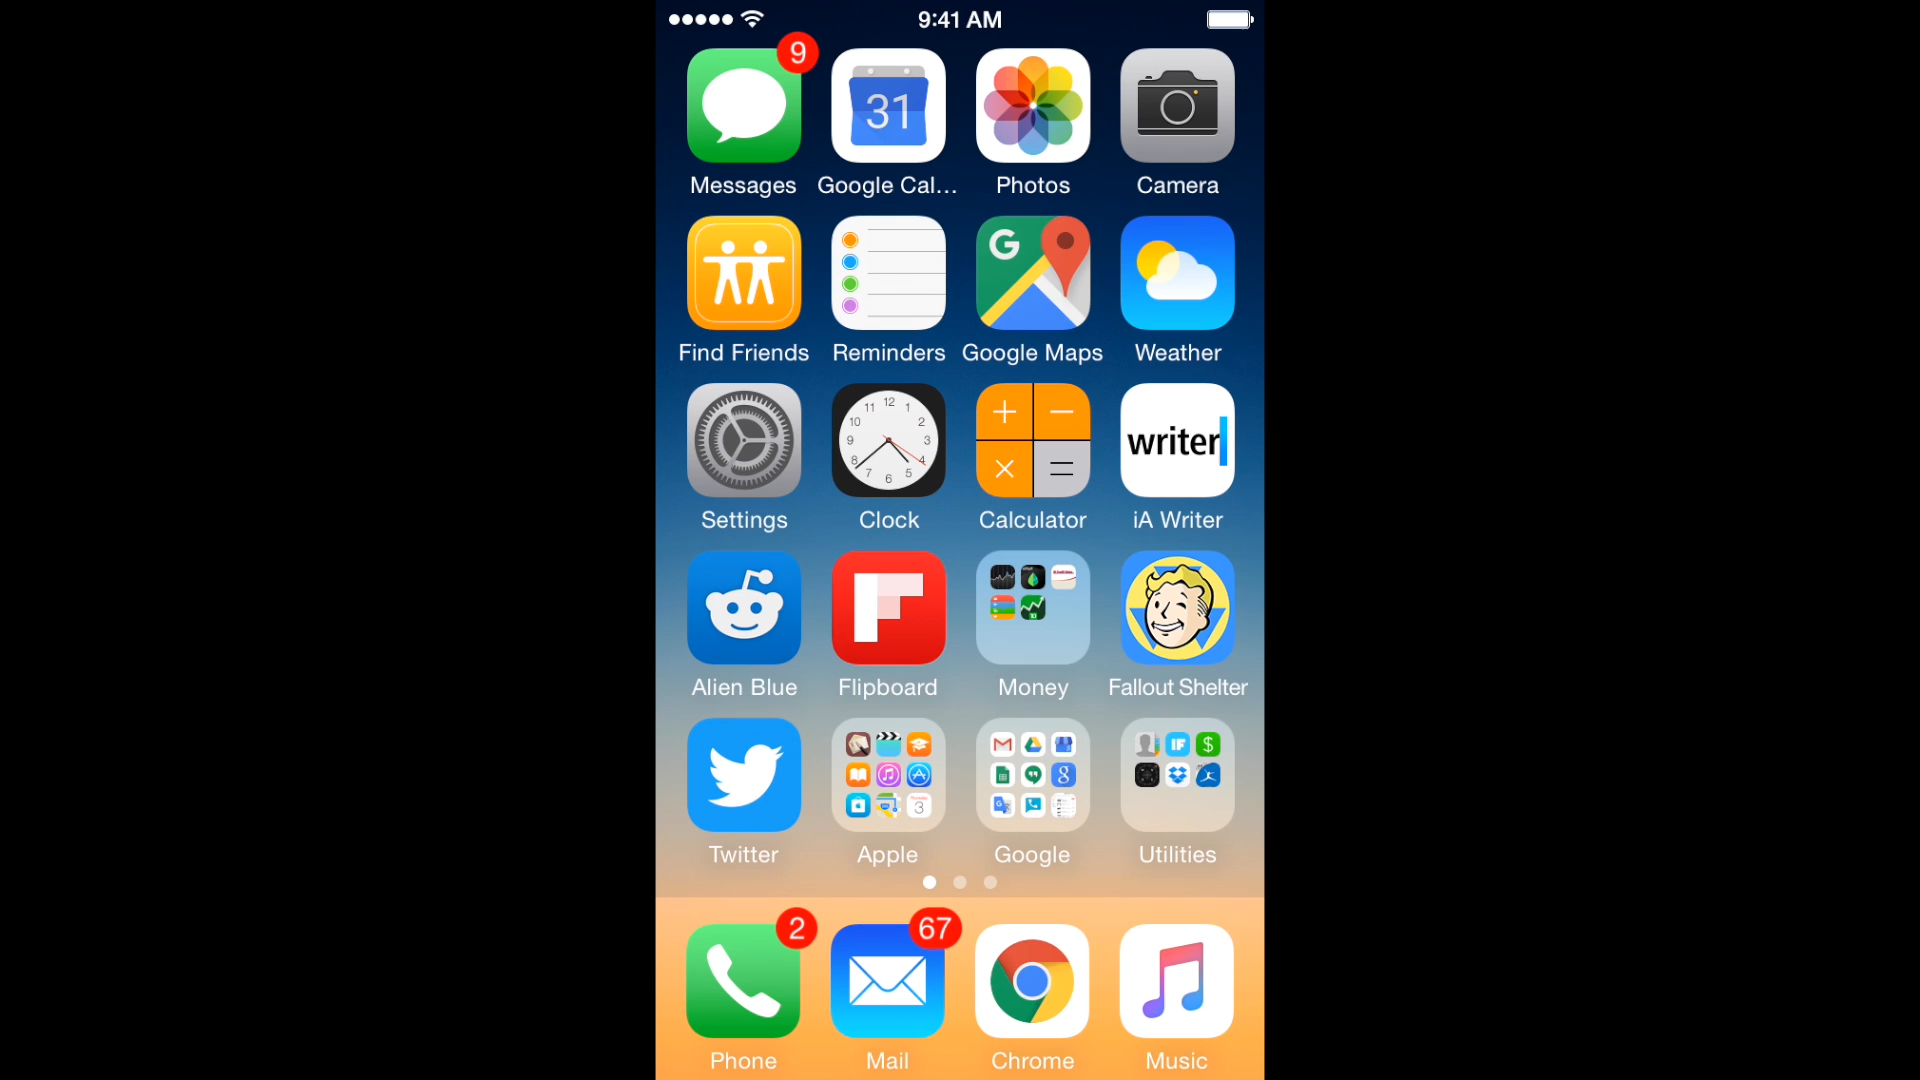 9:41 AM
9
31
Messages Google Cal... Photos Camera
G
Find Friends Reminders Google Maps Weather
12 1 2 3 4 5 6 7 8 9 10 11
writer
Settings Clock Calculator iA Writer
Alien Blue Flipboard Money Fallout Shelter
IF $
3
Twitter Apple Google Utilities
2 67
Phone Mail Chrome Music